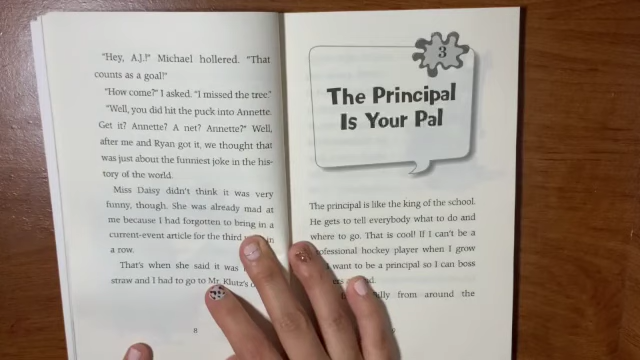 "Hey, A.J.!" Michael hollered. "That
counts as a goal!"
"How come?" I asked. "I missed the tree."
"Well, you did hit the puck into Annette.
Get it? Annette? A net? Annette?" Well,
after me and Ryan got it, we thought that
was just about the funniest joke in the his-
tory of the world.
Miss Daisy didn't think it was very
funny, though. She was already mad at
me because I had forgotten to bring in a
current-event article for the third in
a row.
That's when she said it was
straw and I had to go to Mr. Klutz's
8
3
The Principal
Is Your Pal
The principal is like the king of the school.
He gets to tell everybody what to do and
where to go. That is cool! If I can't be a
hockey player when I grow
want to be a principal so I can boss
from around the